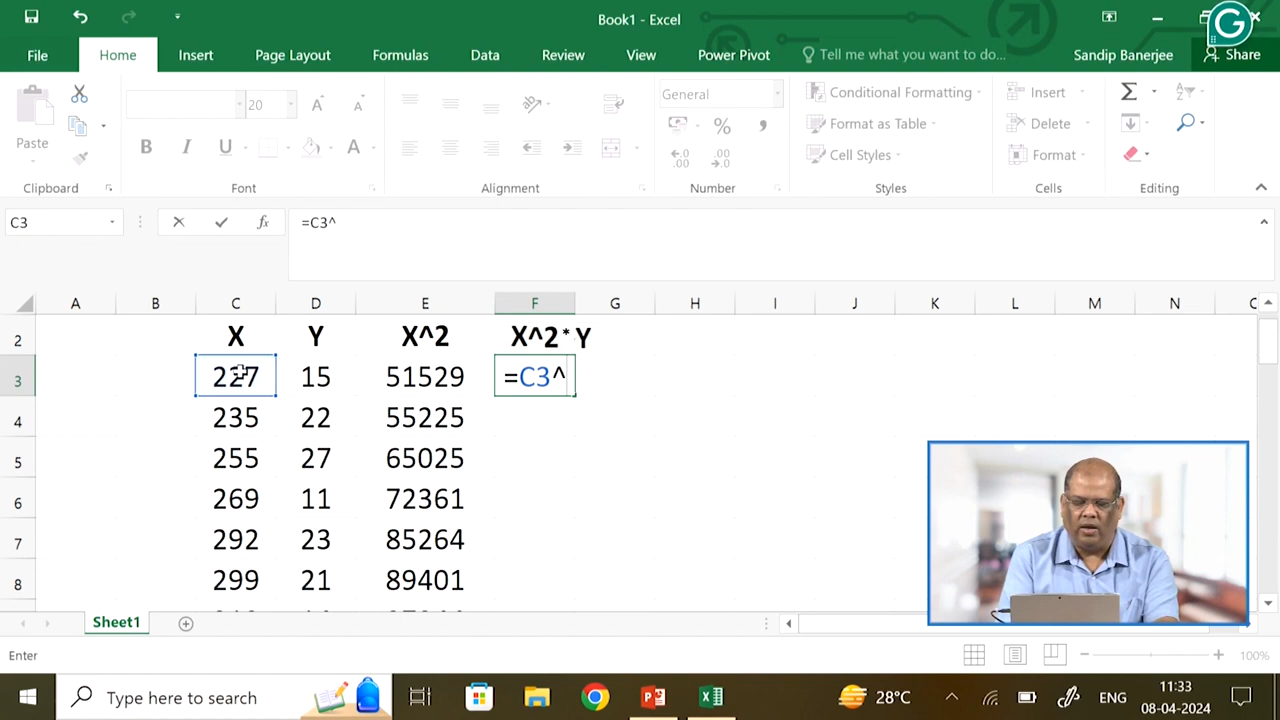 Book1 - Excel
G
File Home Insert Page Layout Formulas Data Review View Power Pivot Tell me what you want to do... Sandip Banerjee Share
Paste
20
A A
B I U A
General
% ,
Conditional Formatting
Format as Table
Cell Styles
Insert
Delete
Format
Σ
Clipboard Font Alignment Number Styles Cells Editing
C3 fx =C3^
A B C D E F G H I J K L M N
2 X Y X^2 X^2*Y
3 227 15 51529 =C3^
4 235 22 55225
5 255 27 65025
6 269 11 72361
7 292 23 85264
8 299 21 89401
Sheet1
Enter 100%
Type here to search 28°C ENG 11:33
08-04-2024